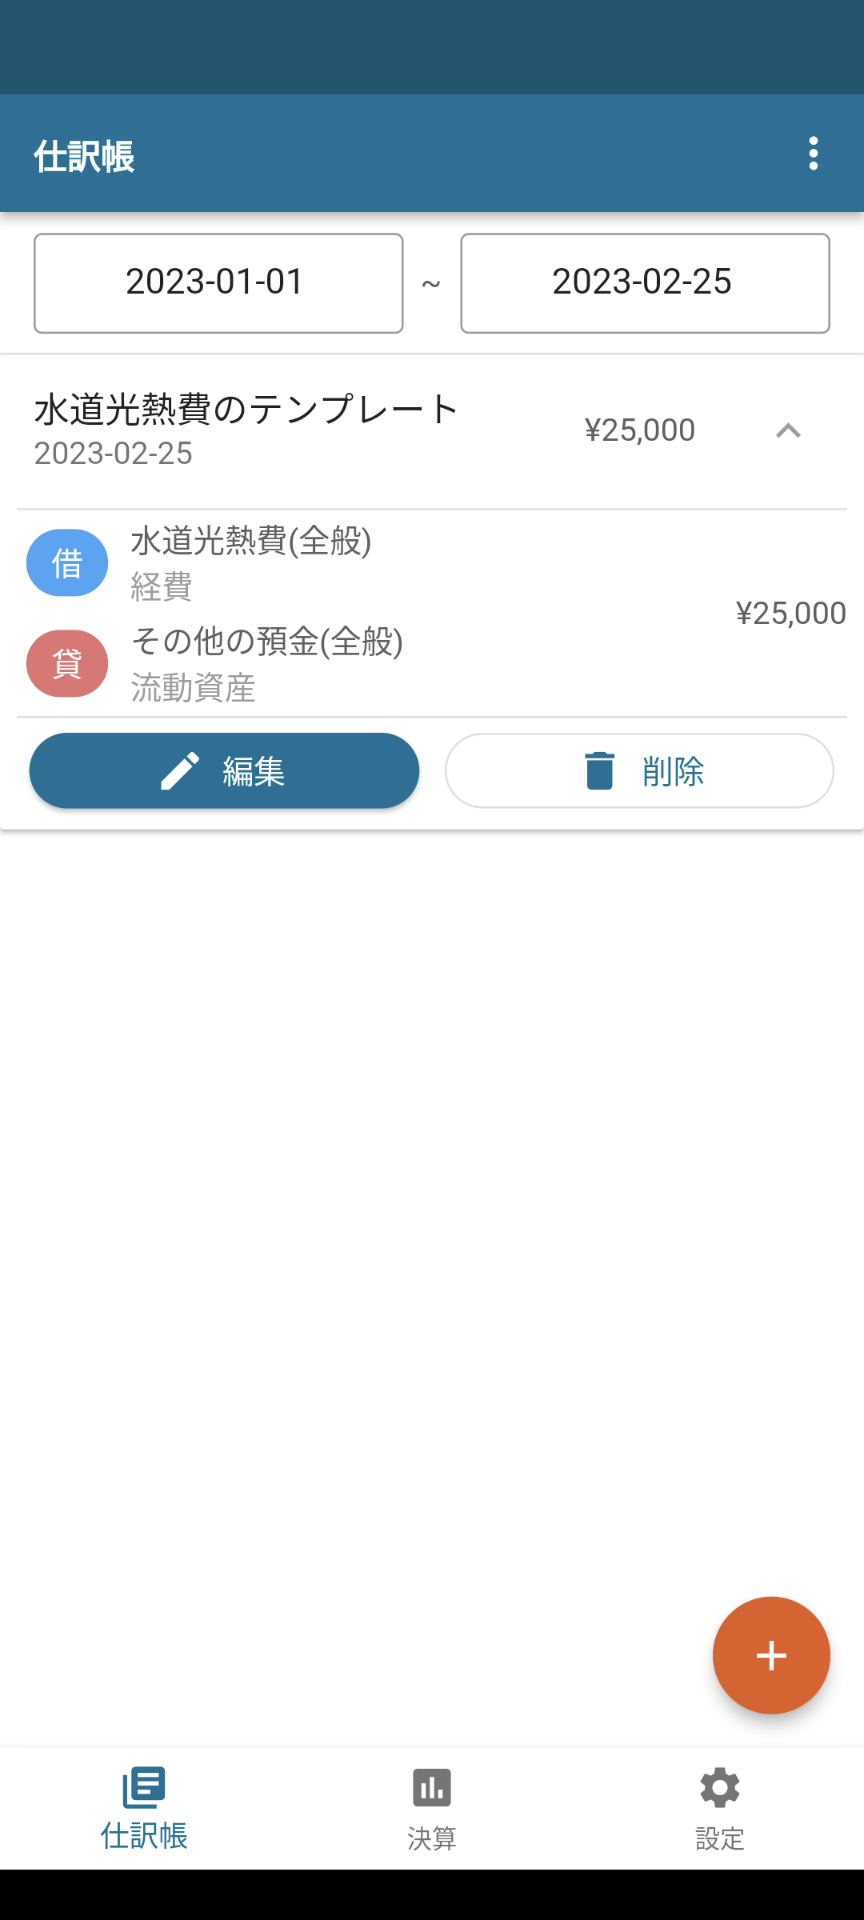 仕訳帳
2023-01-01 ~ 2023-02-25
水道光熱費のテンプレート
2023-02-25
¥25,000
借 水道光熱費(全般)
経費
¥25,000
貸 その他の預金(全般)
流動資産
編集 削除
+
仕訳帳 決算 設定